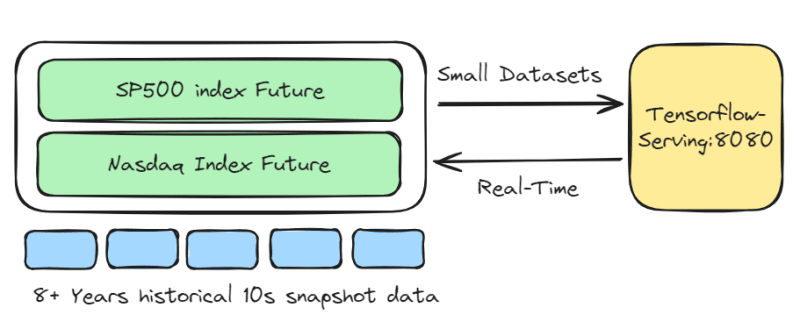 SP500 index Future
Nasdaq Index Future
Small Datasets
Real-Time
Tensorflow-
Serving:8080
8+ Years historical 10s snapshot data